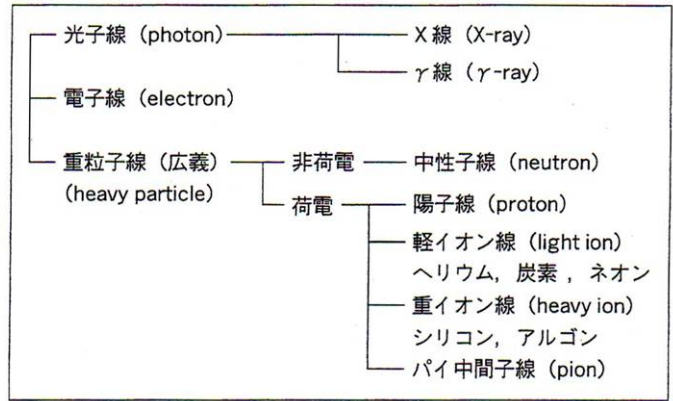 光子線（photon） X線（X-ray）
γ線（γ-ray）
電子線（electron）
重粒子線（広義） 非荷電 中性子線（neutron）
（heavy particle） 荷電 陽子線（proton）
軽イオン線（light ion）
ヘリウム，炭素，ネオン
重イオン線（heavy ion）
シリコン，アルゴン
パイ中間子線（pion）